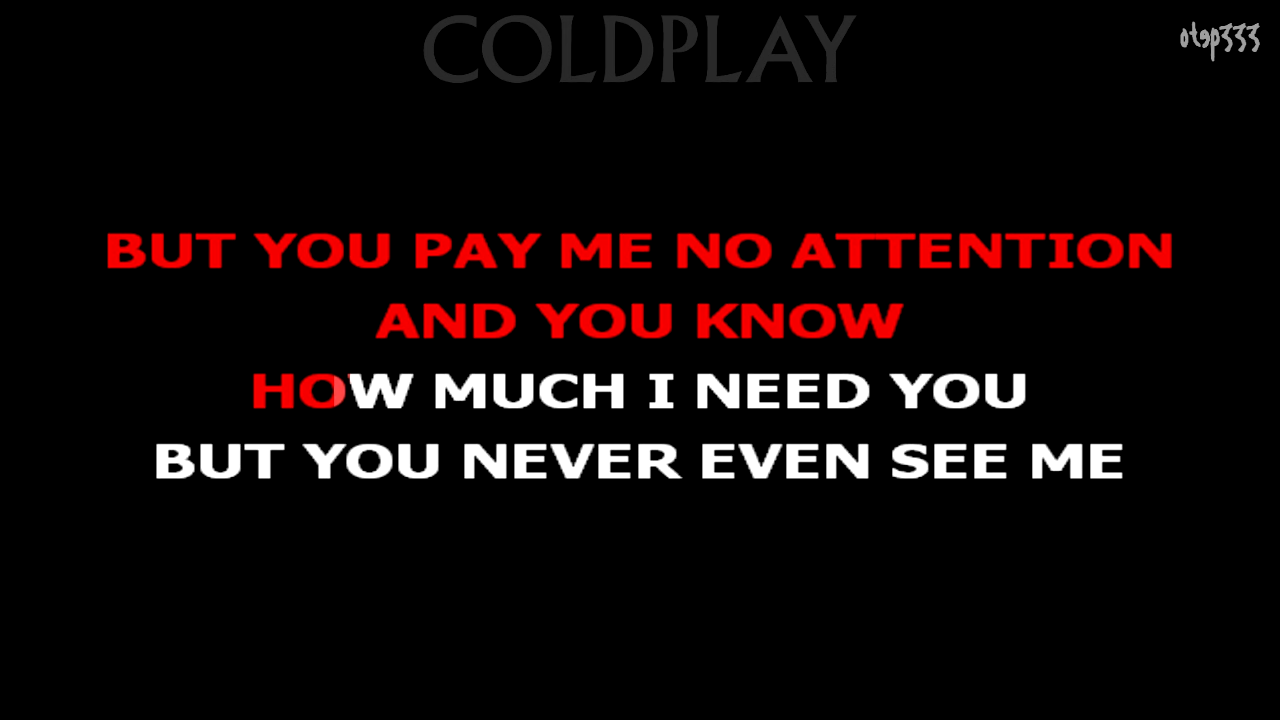 COLDPLAY
otep333
BUT YOU PAY ME NO ATTENTION
AND YOU KNOW
HOW MUCH I NEED YOU
BUT YOU NEVER EVEN SEE ME